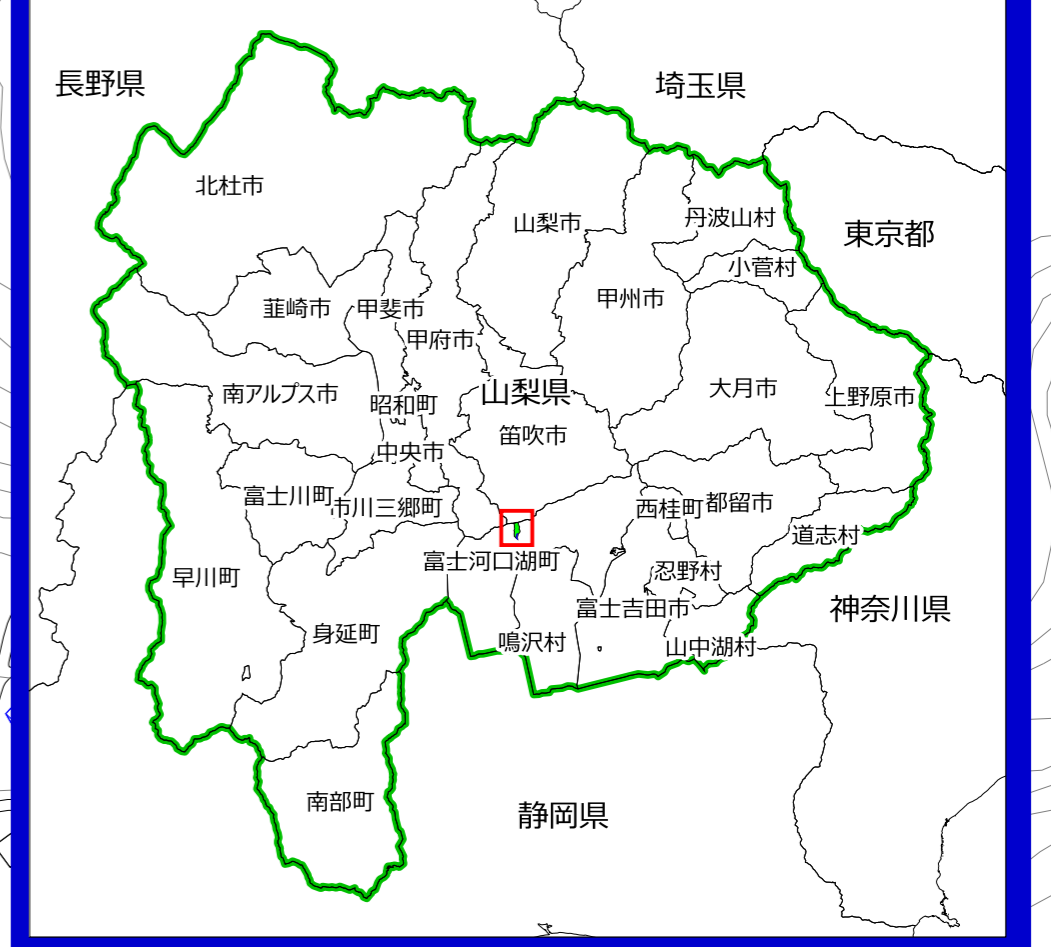 長野県
埼玉県
北杜市
丹波山村
山梨市
東京都
小菅村
甲州市
韮崎市
甲斐市
甲府市
南アルプス市
山梨県
大月市
上野原市
昭和町
笛吹市
中央市
富士川町
市川三郷町
西桂町
都留市
道志村
富士河口湖町
早川町
忍野村
富士吉田市
神奈川県
身延町
鳴沢村
山中湖村
南部町
静岡県